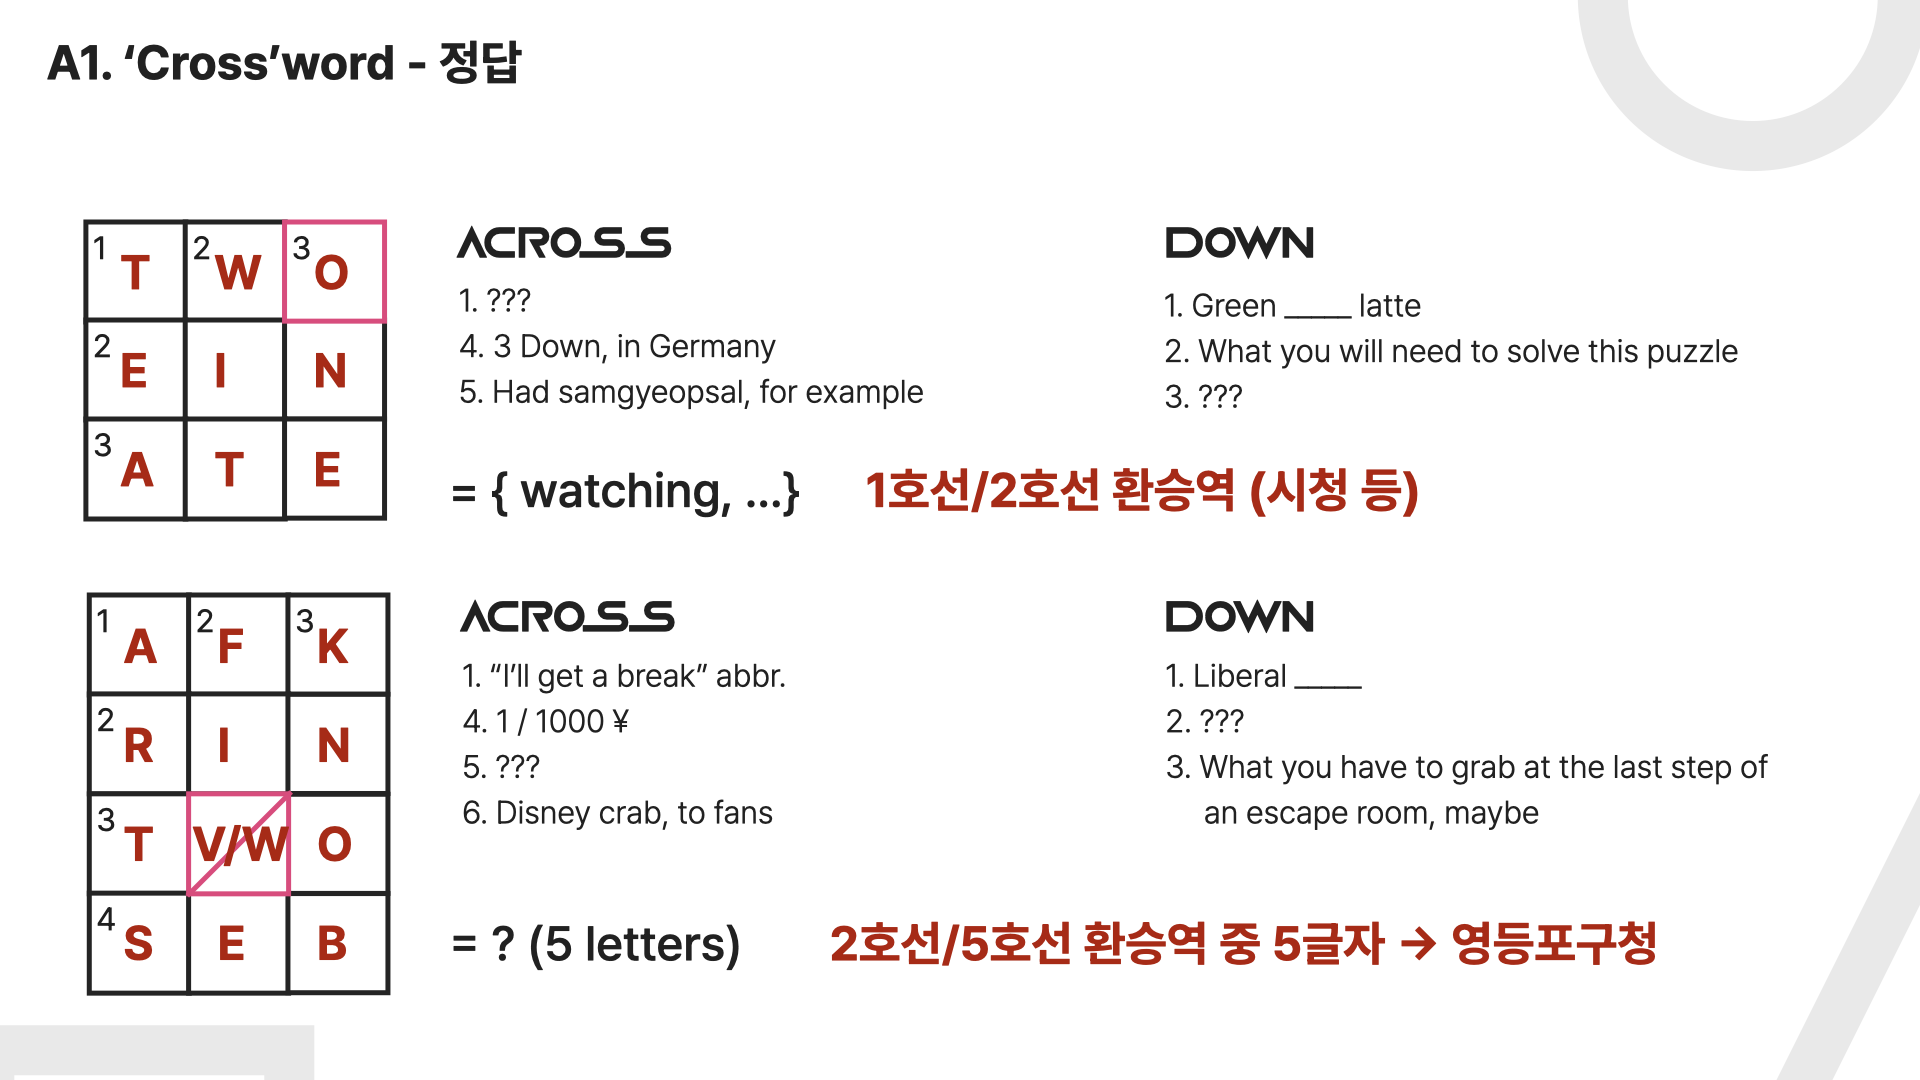 A1. ‘Cross’word - 정답
1 T 2 W 3 O
2 E I N
3 A T E
ACROSS
1. ???
4. 3 Down, in Germany
5. Had samgyeopsal, for example
DOWN
1. Green _____ latte
2. What you will need to solve this puzzle
3. ???
= { watching, ...} 1호선/2호선 환승역 (시청 등)
1 A 2 F 3 K
2 R I N
3 T V/W O
4 S E B
ACROSS
1. “I’ll get a break” abbr.
4. 1 / 1000 ¥
5. ???
6. Disney crab, to fans
DOWN
1. Liberal _____
2. ???
3. What you have to grab at the last step of
an escape room, maybe
= ? (5 letters) 2호선/5호선 환승역 중 5글자 → 영등포구청